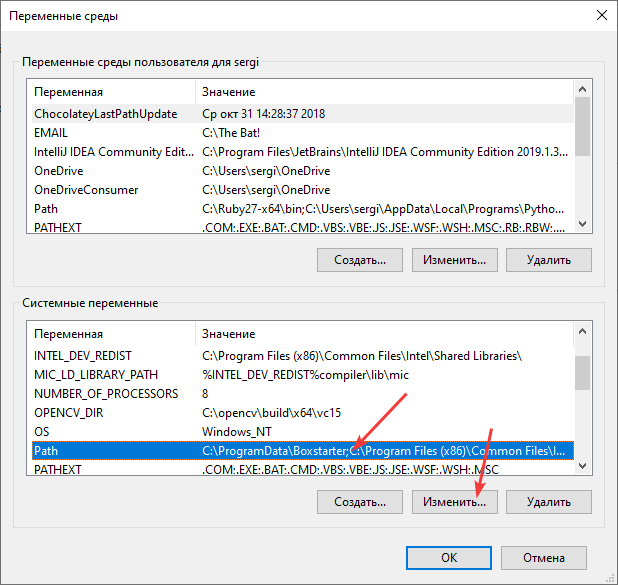 Переменные среды
Переменные среды пользователя для sergi
Переменная Значение
ChocolateyLastPathUpdate Ср окт 31 14:28:37 2018
EMAIL C:\The Bat!
IntelliJ IDEA Community Edit... C:\Program Files\JetBrains\IntelliJ IDEA Community Edition 2019.1.3...
OneDrive C:\Users\sergi\OneDrive
OneDriveConsumer C:\Users\sergi\OneDrive
Path C:\Ruby27-x64\bin;C:\Users\sergi\AppData\Local\Programs\Pytho...
PATHEXT .COM;.EXE;.BAT;.CMD;.VBS;.VBE;.JS;.JSE;.WSF;.WSH;.MSC;.RB;.RBW;....
Создать... Изменить... Удалить
Системные переменные
Переменная Значение
INTEL_DEV_REDIST C:\Program Files (x86)\Common Files\Intel\Shared Libraries\
MIC_LD_LIBRARY_PATH %INTEL_DEV_REDIST%compiler\lib\mic
NUMBER_OF_PROCESSORS 8
OPENCV_DIR C:\opencv\build\x64\vc15
OS Windows_NT
Path C:\ProgramData\Boxstarter;C:\Program Files (x86)\Common Files\I...
PATHEXT .COM;.EXE;.BAT;.CMD;.VBS;.VBE;.JS;.JSE;.WSF;.WSH;.MSC
Создать... Изменить... Удалить
ОК Отмена